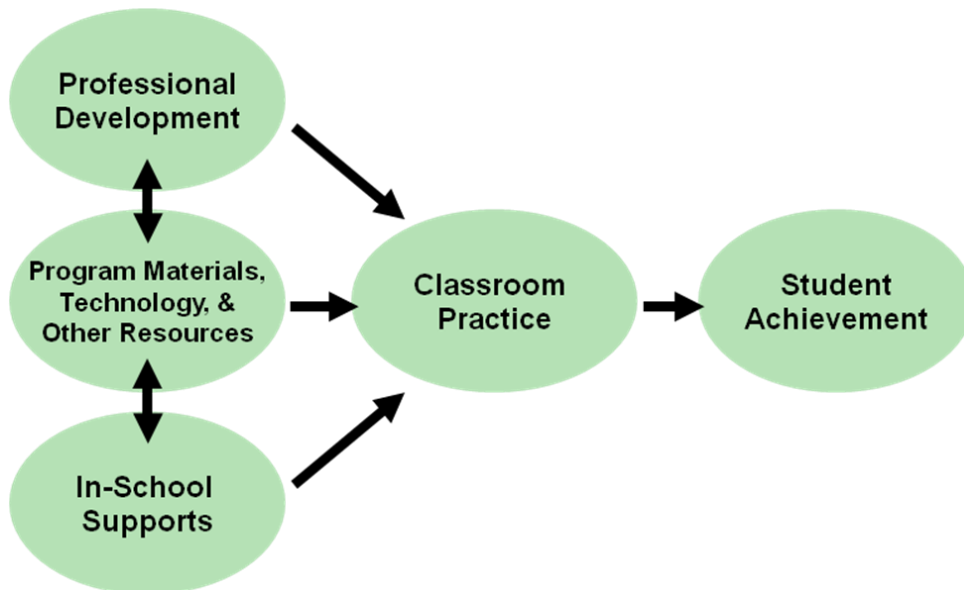 Professional
Development
Program Materials,
Technology, &
Other Resources
In-School
Supports
Classroom
Practice
Student
Achievement